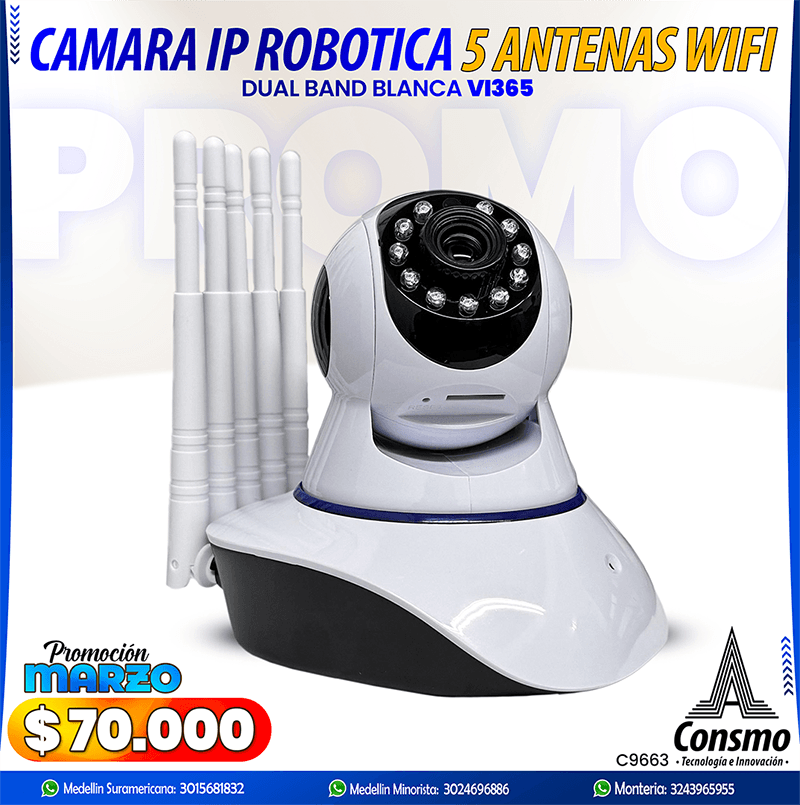 CAMARA IP ROBOTICA 5 ANTENAS WIFI
DUAL BAND BLANCA VI365
PROMO
Promoción
MARZO
$70.000
Consmo
• Tecnología e Innovación •
C9663
Medellin Suramericana: 3015681832
Medellin Minorista: 3024696886
Monteria: 3243965955